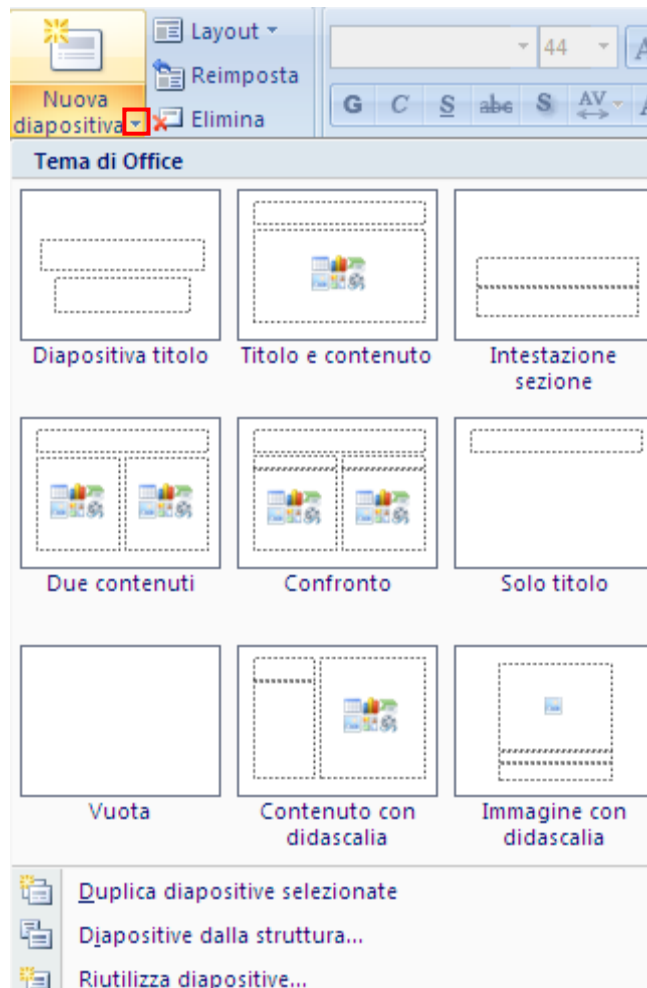 Nuova
diapositiva
Layout
Reimposta
Elimina
44
A
G C S abc S AV
Tema di Office
Diapositiva titolo
Titolo e contenuto
Intestazione
sezione
Due contenuti
Confronto
Solo titolo
Vuota
Contenuto con
didascalia
Immagine con
didascalia
Duplica diapositive selezionate
Diapositive dalla struttura...
Riutilizza diapositive...